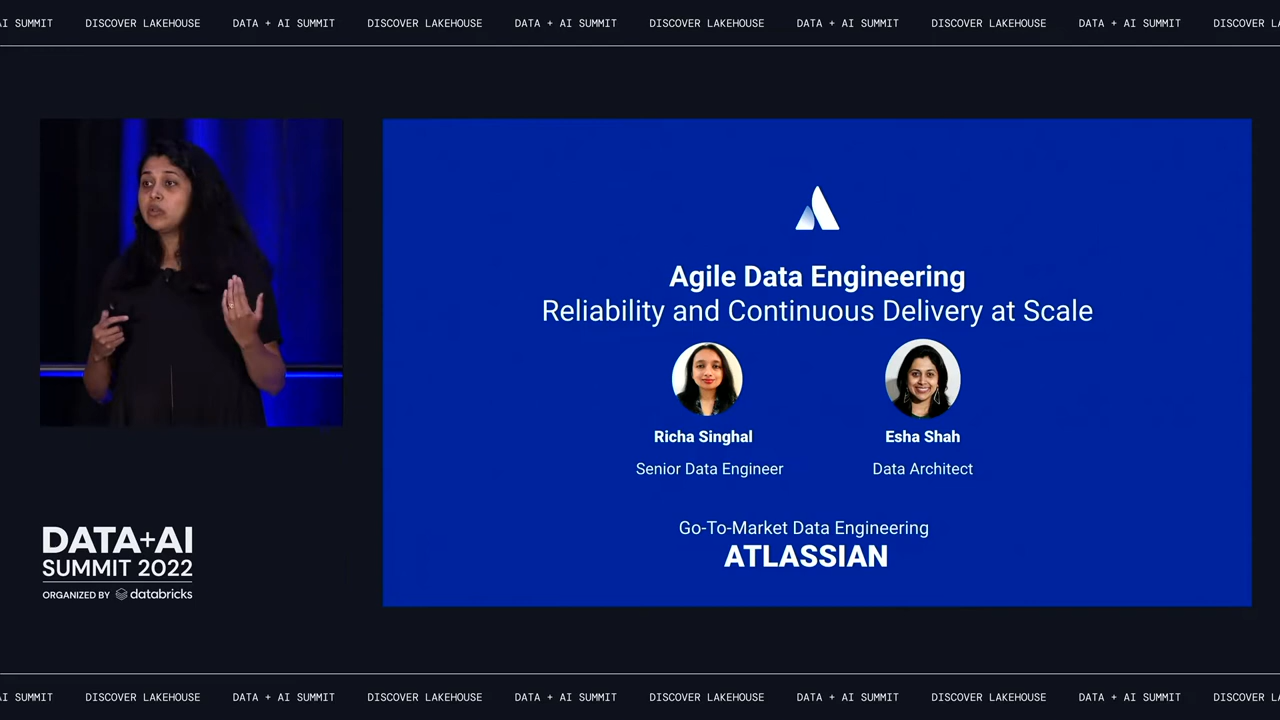 AI SUMMIT DISCOVER LAKEHOUSE DATA + AI SUMMIT DISCOVER LAKEHOUSE DATA + AI SUMMIT DISCOVER LAKEHOUSE DATA + AI SUMMIT DISCOVER LAKEHOUSE DATA + AI SUMMIT DISCOVER LA
Agile Data Engineering
Reliability and Continuous Delivery at Scale
Richa Singhal
Senior Data Engineer
Esha Shah
Data Architect
Go-To-Market Data Engineering
ATLASSIAN
DATA+AI
SUMMIT 2022
ORGANIZED BY databricks
AI SUMMIT DISCOVER LAKEHOUSE DATA + AI SUMMIT DISCOVER LAKEHOUSE DATA + AI SUMMIT DISCOVER LAKEHOUSE DATA + AI SUMMIT DISCOVER LAKEHOUSE DATA + AI SUMMIT DISCOVER LA